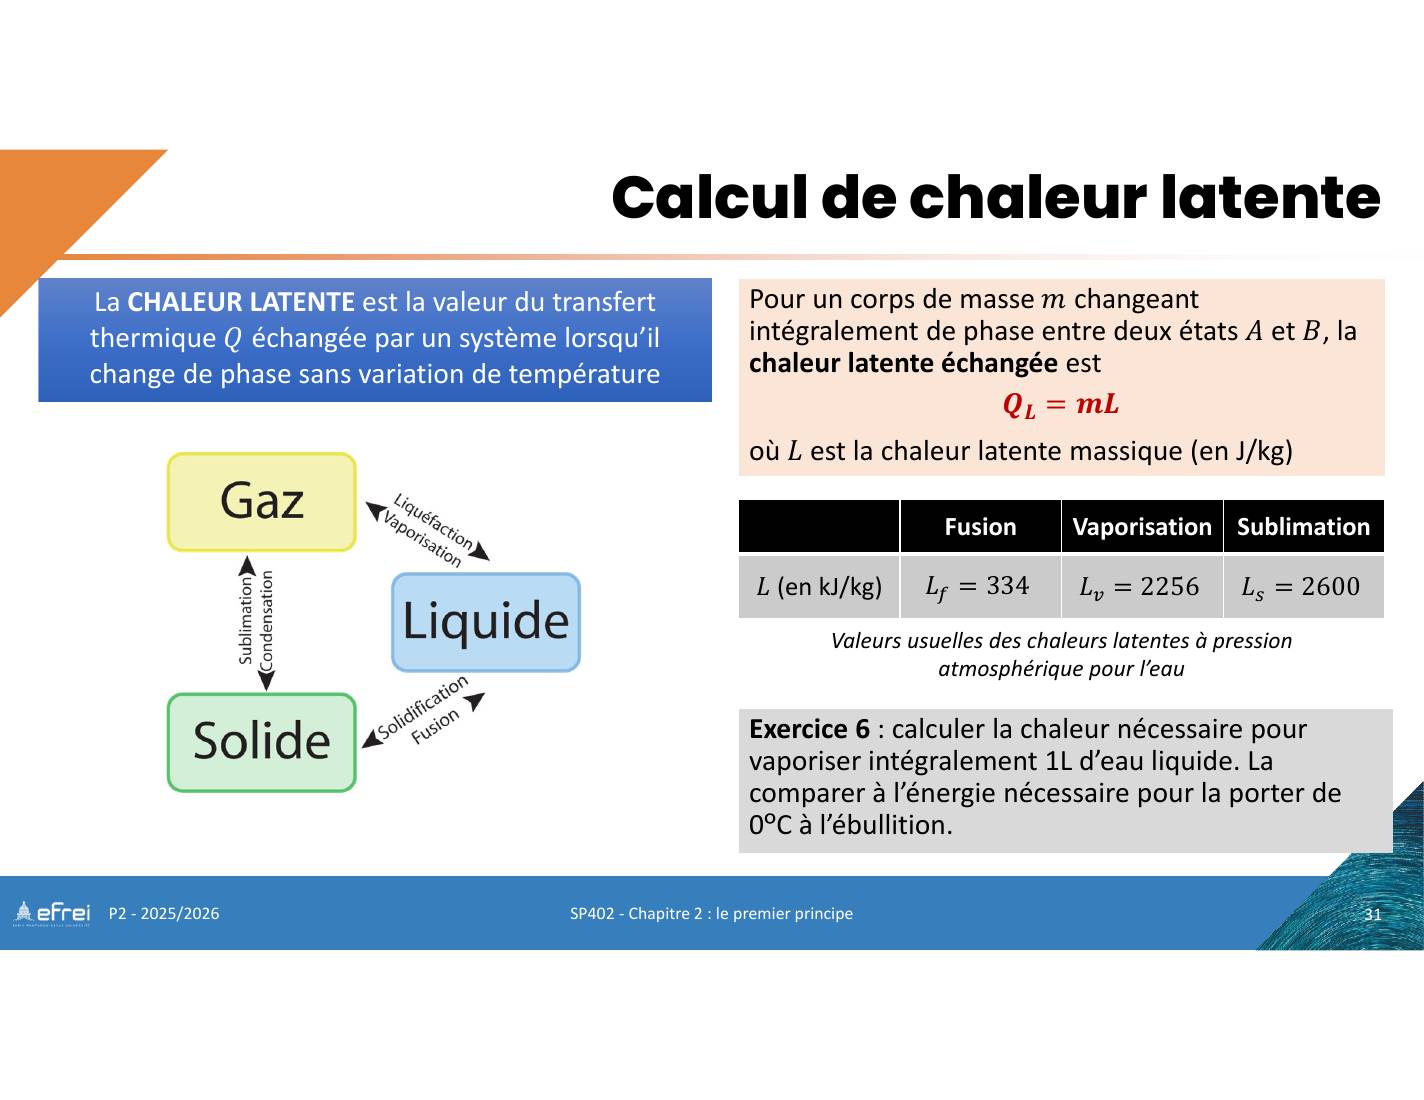 Calcul de chaleur latente
La CHALEUR LATENTE est la valeur du transfert
thermique Q échangée par un système lorsqu’il
change de phase sans variation de température
Pour un corps de masse m changeant
intégralement de phase entre deux états A et B, la
chaleur latente échangée est
Q_L = mL
où L est la chaleur latente massique (en J/kg)
Gaz
Liquéfaction
Vaporisation
Sublimation
Condensation
Liquide
Solidification
Fusion
Solide
Fusion Vaporisation Sublimation
L (en kJ/kg) L_f = 334 L_v = 2256 L_s = 2600
Valeurs usuelles des chaleurs latentes à pression
atmosphérique pour l’eau
Exercice 6 : calculer la chaleur nécessaire pour
vaporiser intégralement 1L d’eau liquide. La
comparer à l’énergie nécessaire pour la porter de
0°C à l’ébullition.
efrei P2 - 2025/2026
SP402 - Chapitre 2 : le premier principe
31